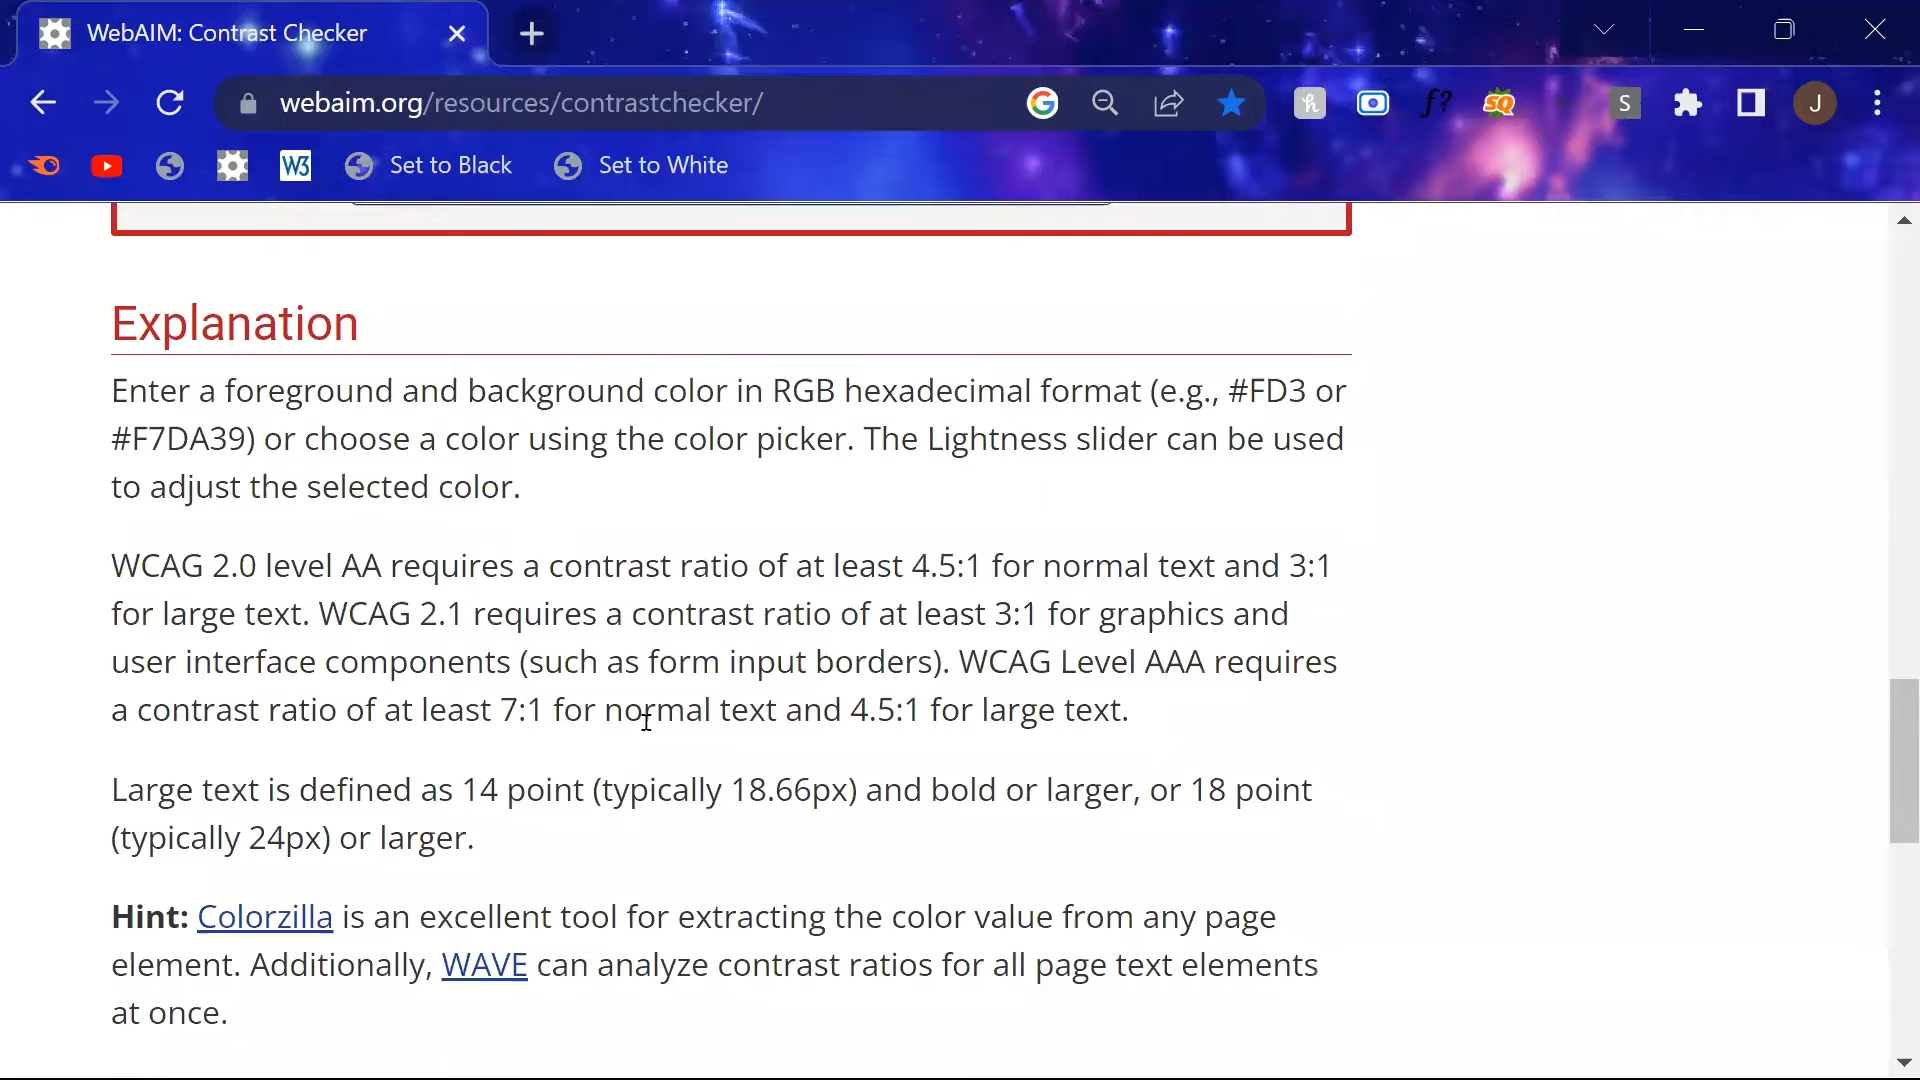 WebAIM: Contrast Checker
webaim.org/resources/contrastchecker/
h
f?
SQ
S
J
W3
Set to Black
Set to White
Explanation
Enter a foreground and background color in RGB hexadecimal format (e.g., #FD3 or
#F7DA39) or choose a color using the color picker. The Lightness slider can be used
to adjust the selected color.
WCAG 2.0 level AA requires a contrast ratio of at least 4.5:1 for normal text and 3:1
for large text. WCAG 2.1 requires a contrast ratio of at least 3:1 for graphics and
user interface components (such as form input borders). WCAG Level AAA requires
a contrast ratio of at least 7:1 for normal text and 4.5:1 for large text.
Large text is defined as 14 point (typically 18.66px) and bold or larger, or 18 point
(typically 24px) or larger.
Hint: Colorzilla is an excellent tool for extracting the color value from any page
element. Additionally, WAVE can analyze contrast ratios for all page text elements
at once.